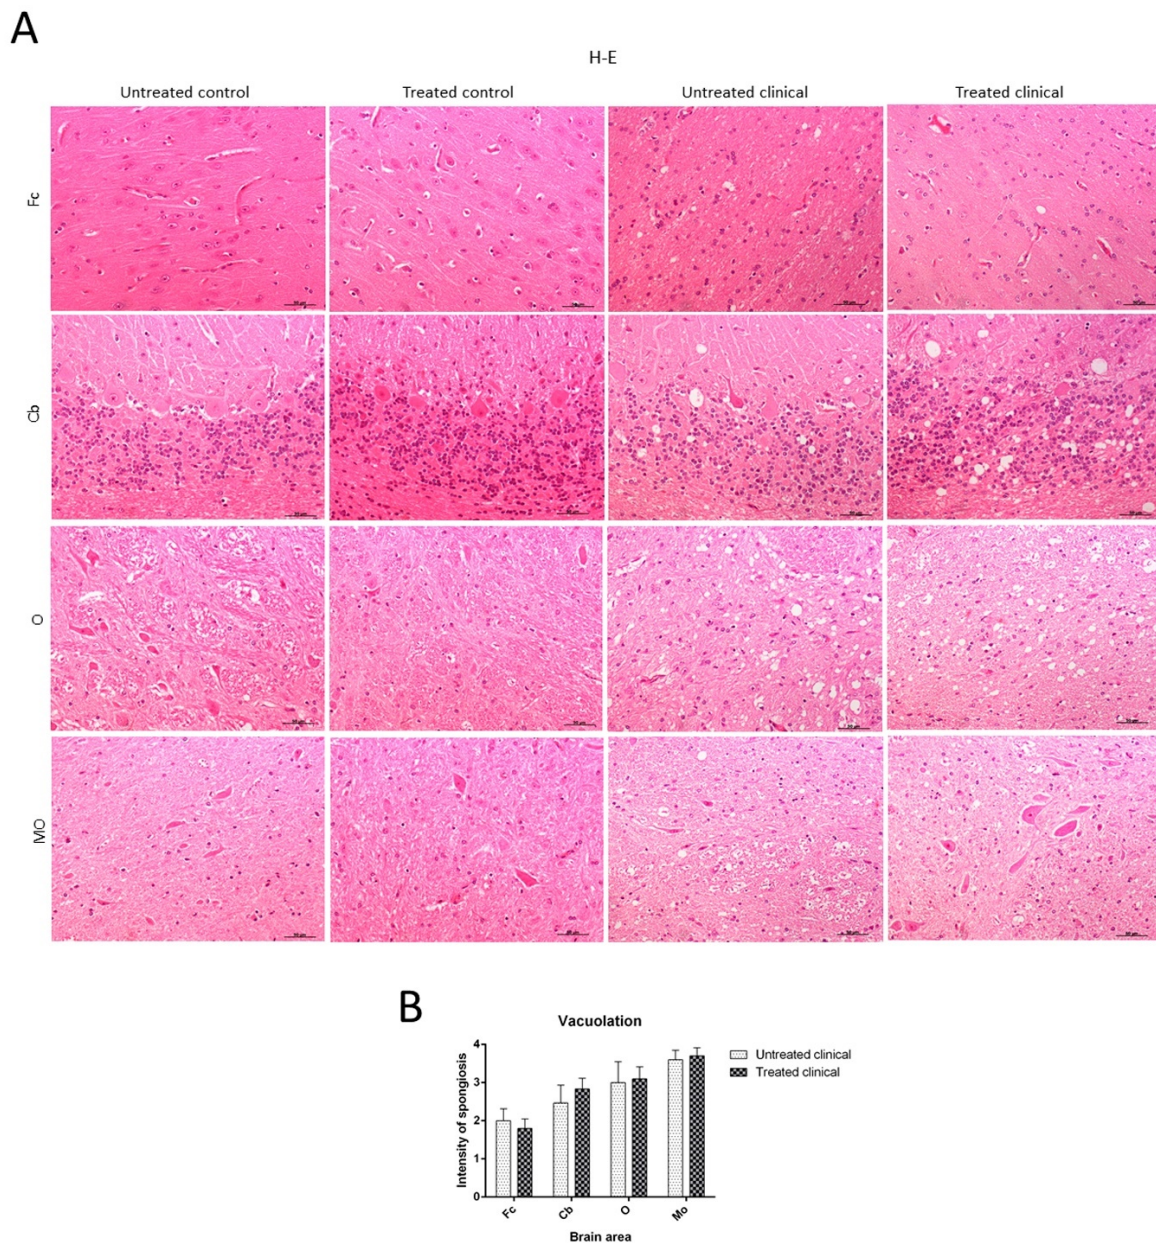 A
H-E
Untreated control Treated control Untreated clinical Treated clinical
Fc
Cb
O
MO
B
Vacuolation
Intensity of spongiosis
4
3
2
1
0
Fc Cb O Mo
Brain area
Untreated clinical
Treated clinical